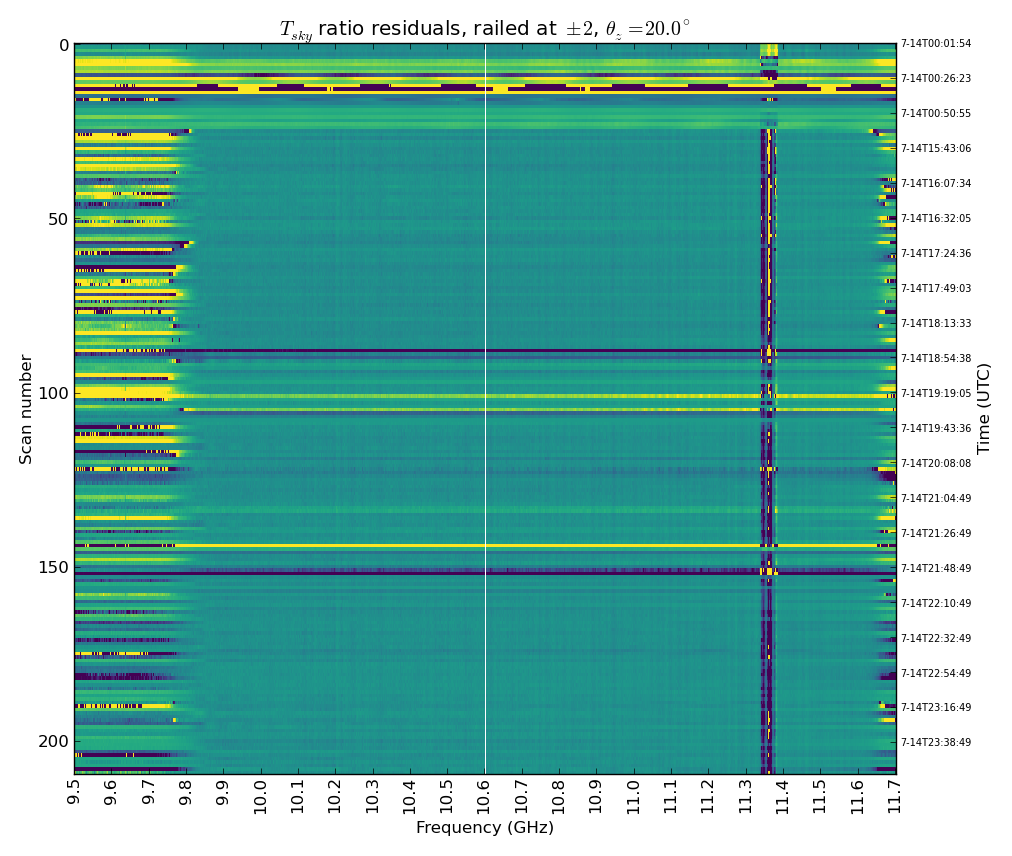 T_sky ratio residuals, railed at ±2, θ_z =20.0°
0
50
100
150
200
Scan number
7-14T00:01:54
7-14T00:26:23
7-14T00:50:55
7-14T15:43:06
7-14T16:07:34
7-14T16:32:05
7-14T17:24:36
7-14T17:49:03
7-14T18:13:33
7-14T18:54:38
7-14T19:19:05
7-14T19:43:36
7-14T20:08:08
7-14T21:04:49
7-14T21:26:49
7-14T21:48:49
7-14T22:10:49
7-14T22:32:49
7-14T22:54:49
7-14T23:16:49
7-14T23:38:49
Time (UTC)
9.5 9.6 9.7 9.8 9.9 10.0 10.1 10.2 10.3 10.4 10.5 10.6 10.7 10.8 10.9 11.0 11.1 11.2 11.3 11.4 11.5 11.6 11.7
Frequency (GHz)